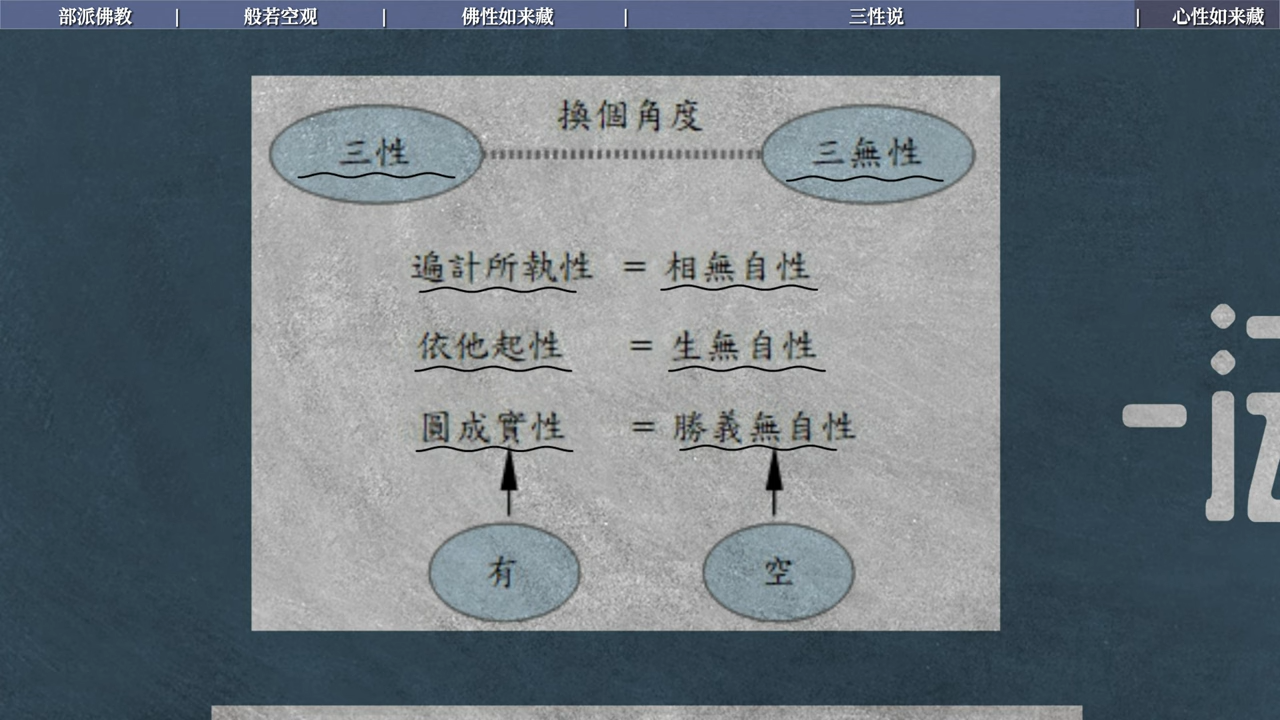 部派佛教 | 般若空观 | 佛性如来藏 | 三性说 | 心性如来藏
換個角度
三性 三無性
遍計所執性 = 相無自性
依他起性 = 生無自性
圓成實性 = 勝義無自性
有 空